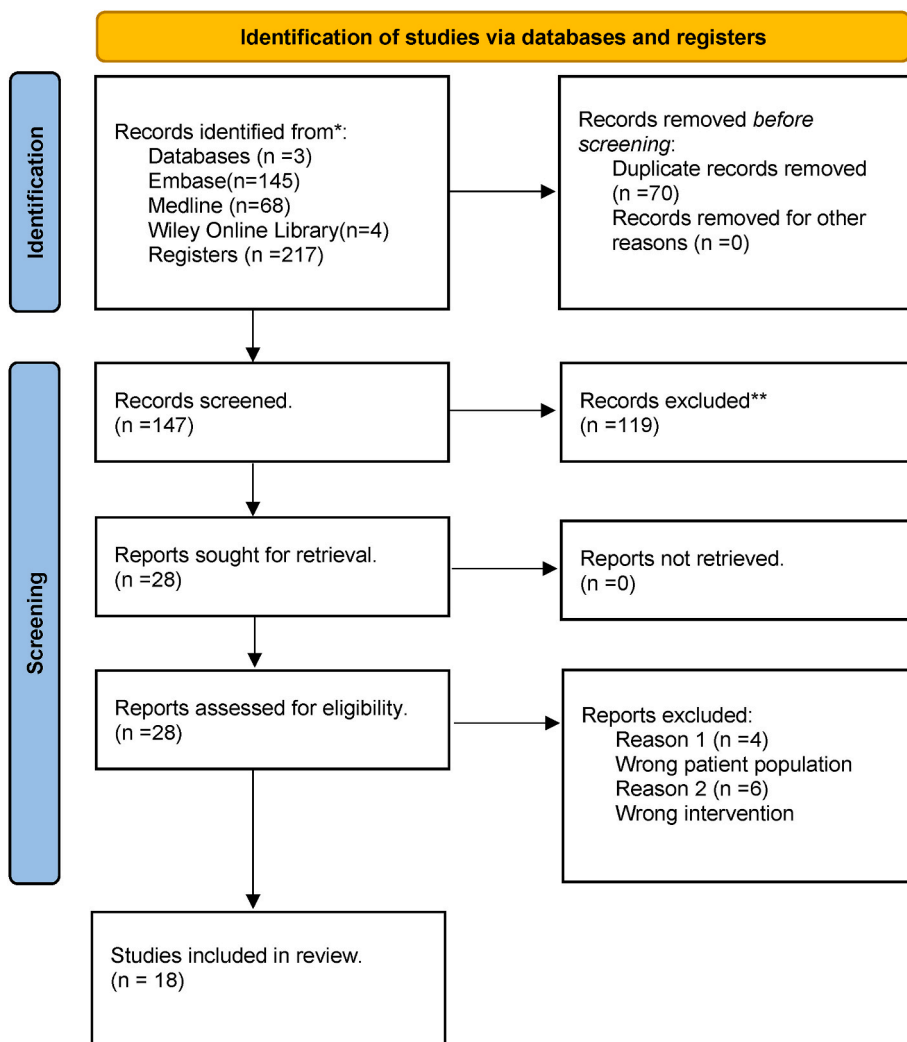 Identification of studies via databases and registers
Identification
Records identified from*:
Databases (n =3)
Embase(n=145)
Medline (n=68)
Wiley Online Library(n=4)
Registers (n =217)
Records removed before
screening:
Duplicate records removed
(n =70)
Records removed for other
reasons (n =0)
Screening
Records screened.
(n =147)
Records excluded**
(n =119)
Reports sought for retrieval.
(n =28)
Reports not retrieved.
(n =0)
Reports assessed for eligibility.
(n =28)
Reports excluded:
Reason 1 (n =4)
Wrong patient population
Reason 2 (n =6)
Wrong intervention
Studies included in review.
(n = 18)